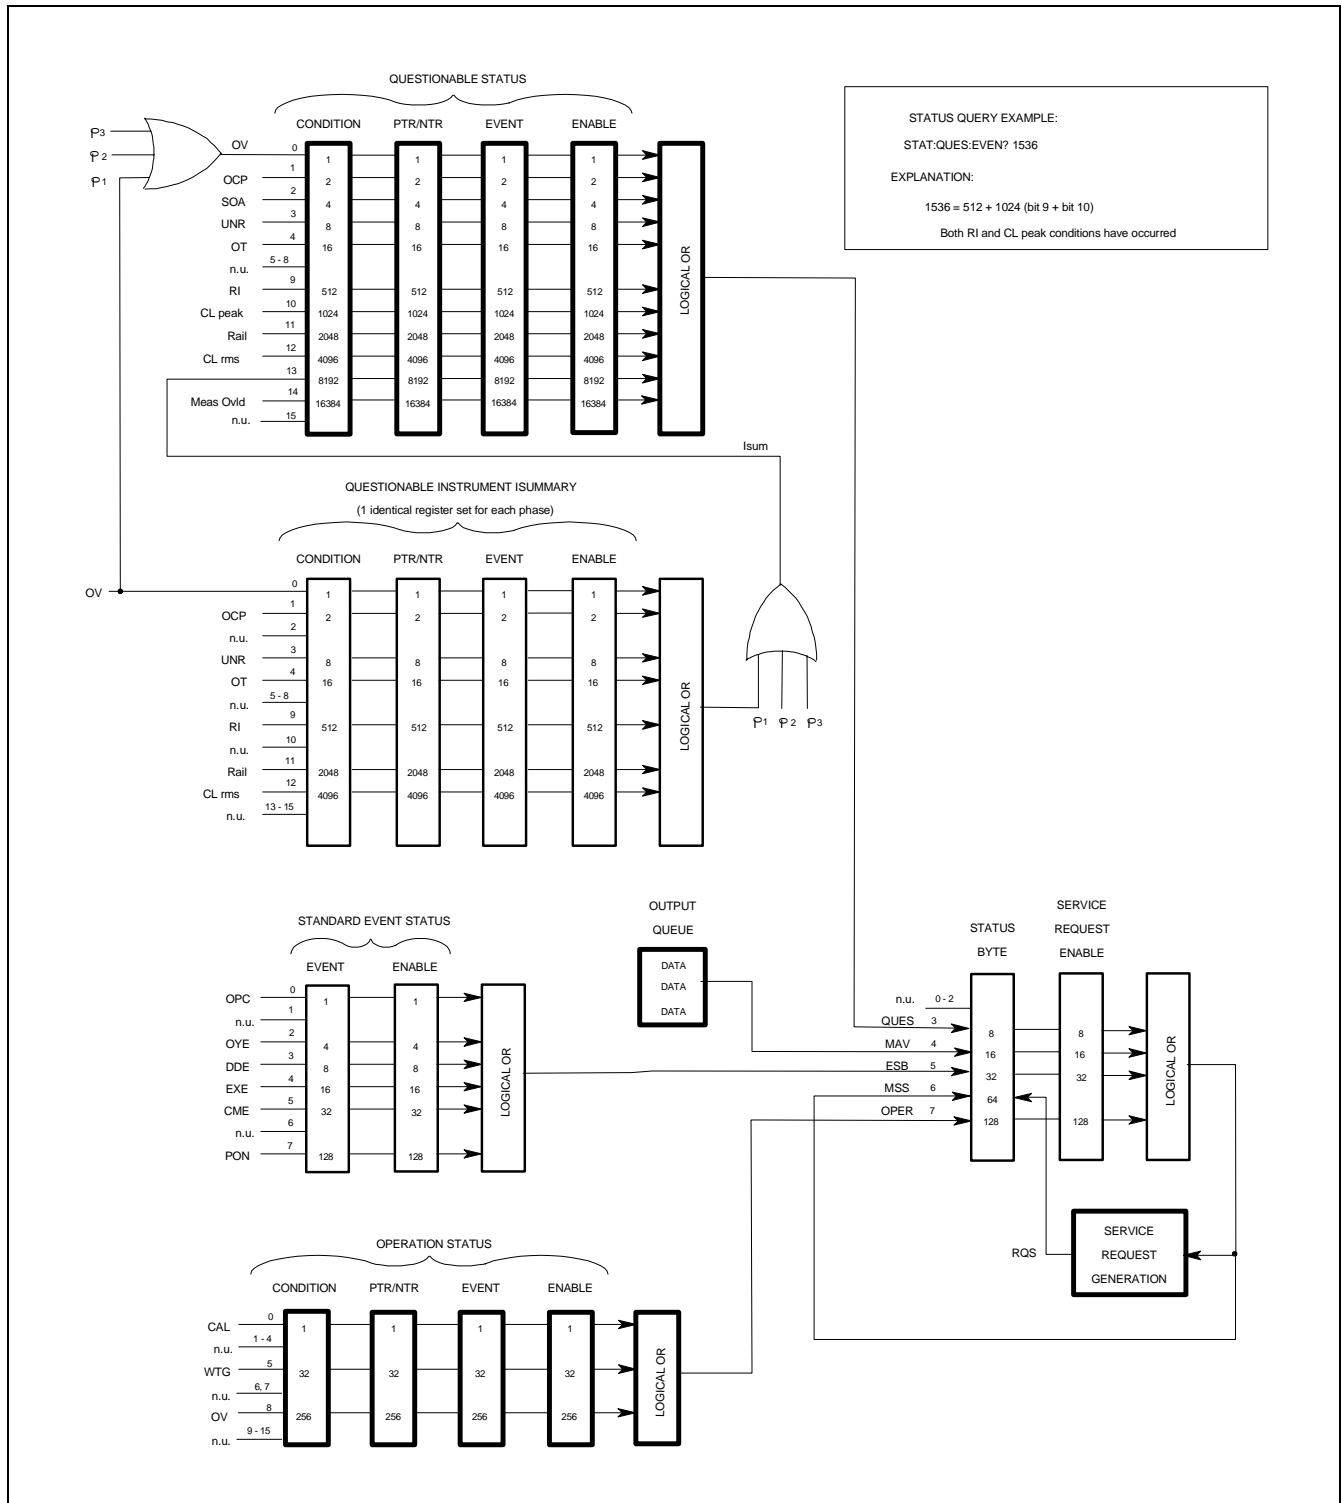 QUESTIONABLE STATUS
CONDITION PTR/NTR EVENT ENABLE
STATUS QUERY EXAMPLE:
STAT:QUES:EVEN? 1536
EXPLANATION:
1536 = 512 + 1024 (bit 9 + bit 10)
Both RI and CL peak conditions have occurred
3
2
1
OV 0 1 1 1 1
OCP 1 2 2 2 2
SOA 2 4 4 4 4
UNR 3 8 8 8 8
OT 4 16 16 16 16
n.u. 5 - 8
RI 9 512 512 512 512
CL peak 10 1024 1024 1024 1024
Rail 11 2048 2048 2048 2048
CL rms 12 4096 4096 4096 4096
13 8192 8192 8192 8192
Meas Ovld 14 16384 16384 16384 16384
n.u. 15
LOGICAL OR
Isum
QUESTIONABLE INSTRUMENT ISUMMARY
(1 identical register set for each phase)
CONDITION PTR/NTR EVENT ENABLE
OV 0 1 1 1 1
OCP 1 2 2 2 2
n.u. 2
UNR 3 8 8 8 8
OT 4 16 16 16 16
n.u. 5 - 8
RI 9 512 512 512 512
n.u. 10
Rail 11 2048 2048 2048 2048
CL rms 12 4096 4096 4096 4096
n.u. 13 - 15
LOGICAL OR
1 2 3
STANDARD EVENT STATUS
EVENT ENABLE
OPC 0 1 1
n.u. 1
OYE 2 4 4
DDE 3 8 8
EXE 4 16 16
CME 5 32 32
n.u. 6
PON 7 128 128
LOGICAL OR
OUTPUT
QUEUE
DATA
DATA
DATA
STATUS
BYTE
SERVICE
REQUEST
ENABLE
n.u. 0 - 2
QUES 3 8 8
MAV 4 16 16
ESB 5 32 32
MSS 6 64
OPER 7 128 128
LOGICAL OR
RQS
SERVICE
REQUEST
GENERATION
OPERATION STATUS
CONDITION PTR/NTR EVENT ENABLE
CAL 0 1 1 1 1
n.u. 1 - 4
WTG 5 32 32 32 32
n.u. 6, 7
OV 8 256 256 256 256
n.u. 9 - 15
LOGICAL OR